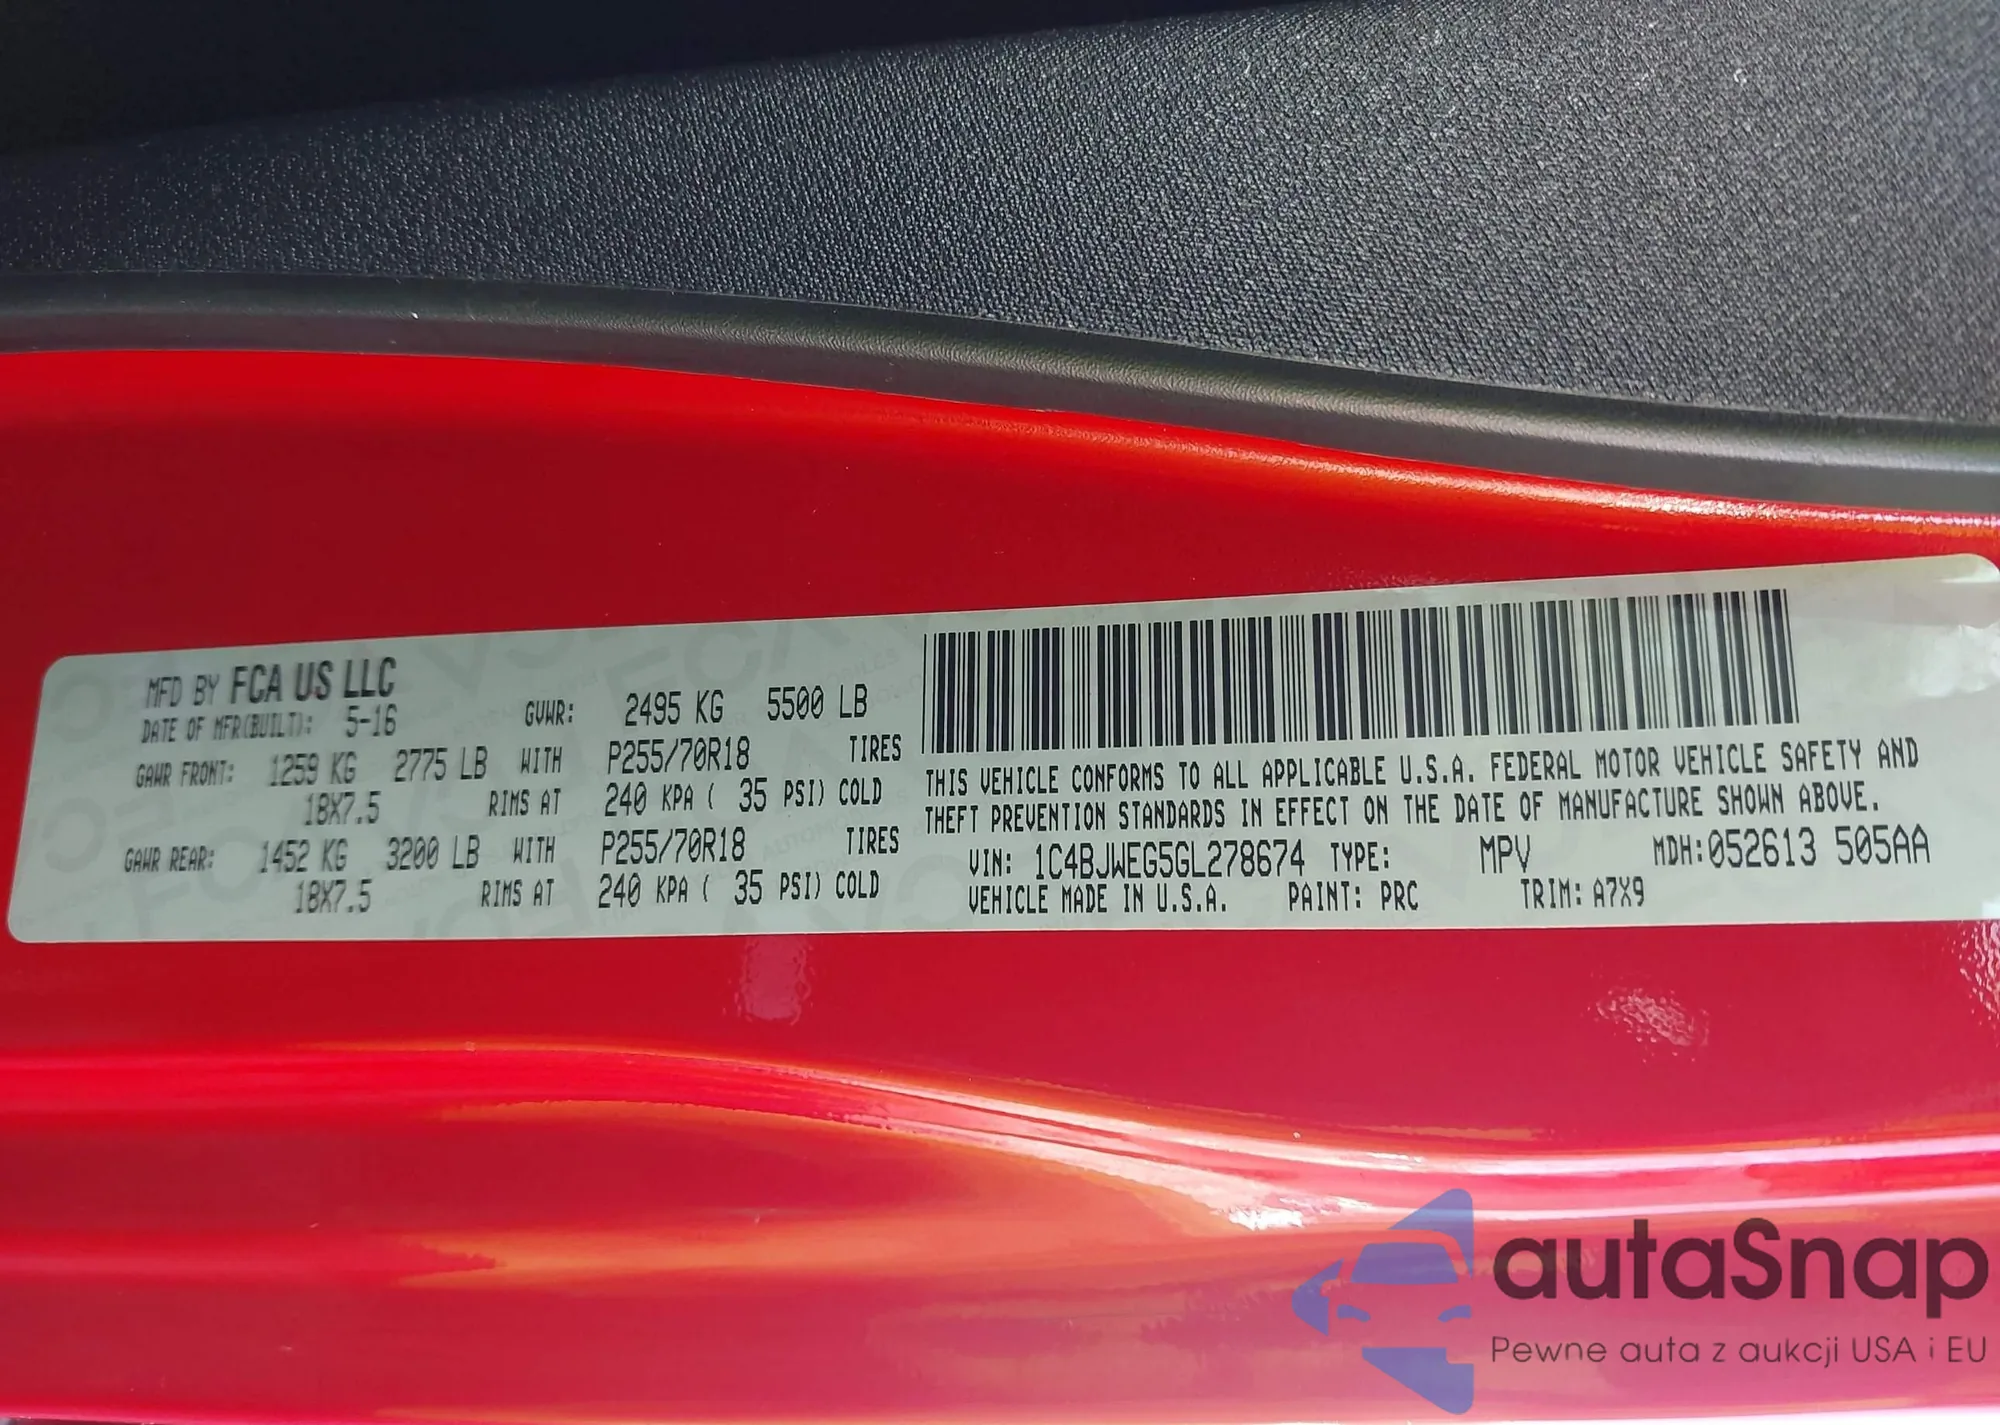 MFD BY FCA US LLC
DATE OF MFR(BUILT): 5-16 GVWR: 2495 KG 5500 LB
GAWR FRONT: 1259 KG 2775 LB WITH P255/70R18 TIRES
18X7.5 RIMS AT 240 KPA ( 35 PSI) COLD
GAWR REAR: 1452 KG 3200 LB WITH P255/70R18 TIRES
18X7.5 RIMS AT 240 KPA ( 35 PSI) COLD
THIS VEHICLE CONFORMS TO ALL APPLICABLE U.S.A. FEDERAL MOTOR VEHICLE SAFETY AND
THEFT PREVENTION STANDARDS IN EFFECT ON THE DATE OF MANUFACTURE SHOWN ABOVE.
VIN: 1C4BJWEG5GL278674 TYPE: MPV MDH:052613 505AA
VEHICLE MADE IN U.S.A. PAINT: PRC TRIM: A7X9
autaSnap
Pewne auta z aukcji USA i EU